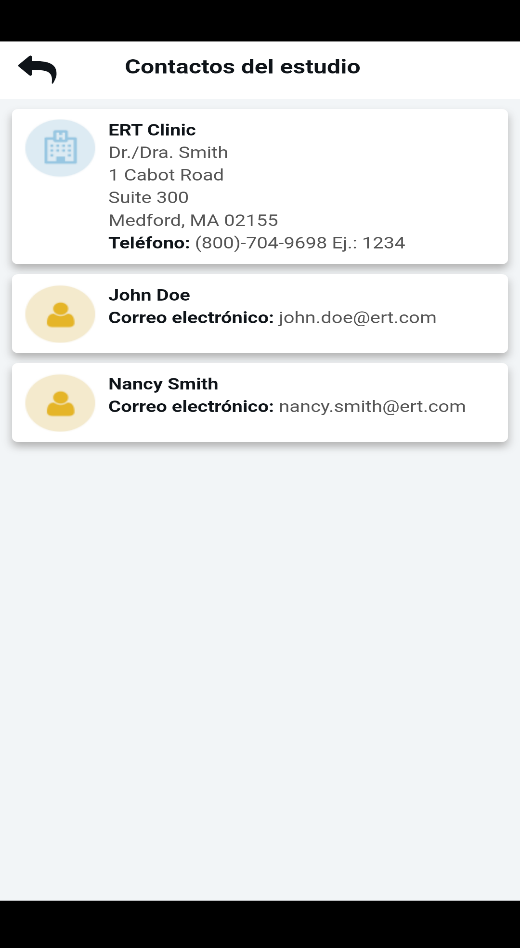 Contactos del estudio
ERT Clinic
Dr./Dra. Smith
1 Cabot Road
Suite 300
Medford, MA 02155
Teléfono: (800)-704-9698 Ej.: 1234
John Doe
Correo electrónico: john.doe@ert.com
Nancy Smith
Correo electrónico: nancy.smith@ert.com